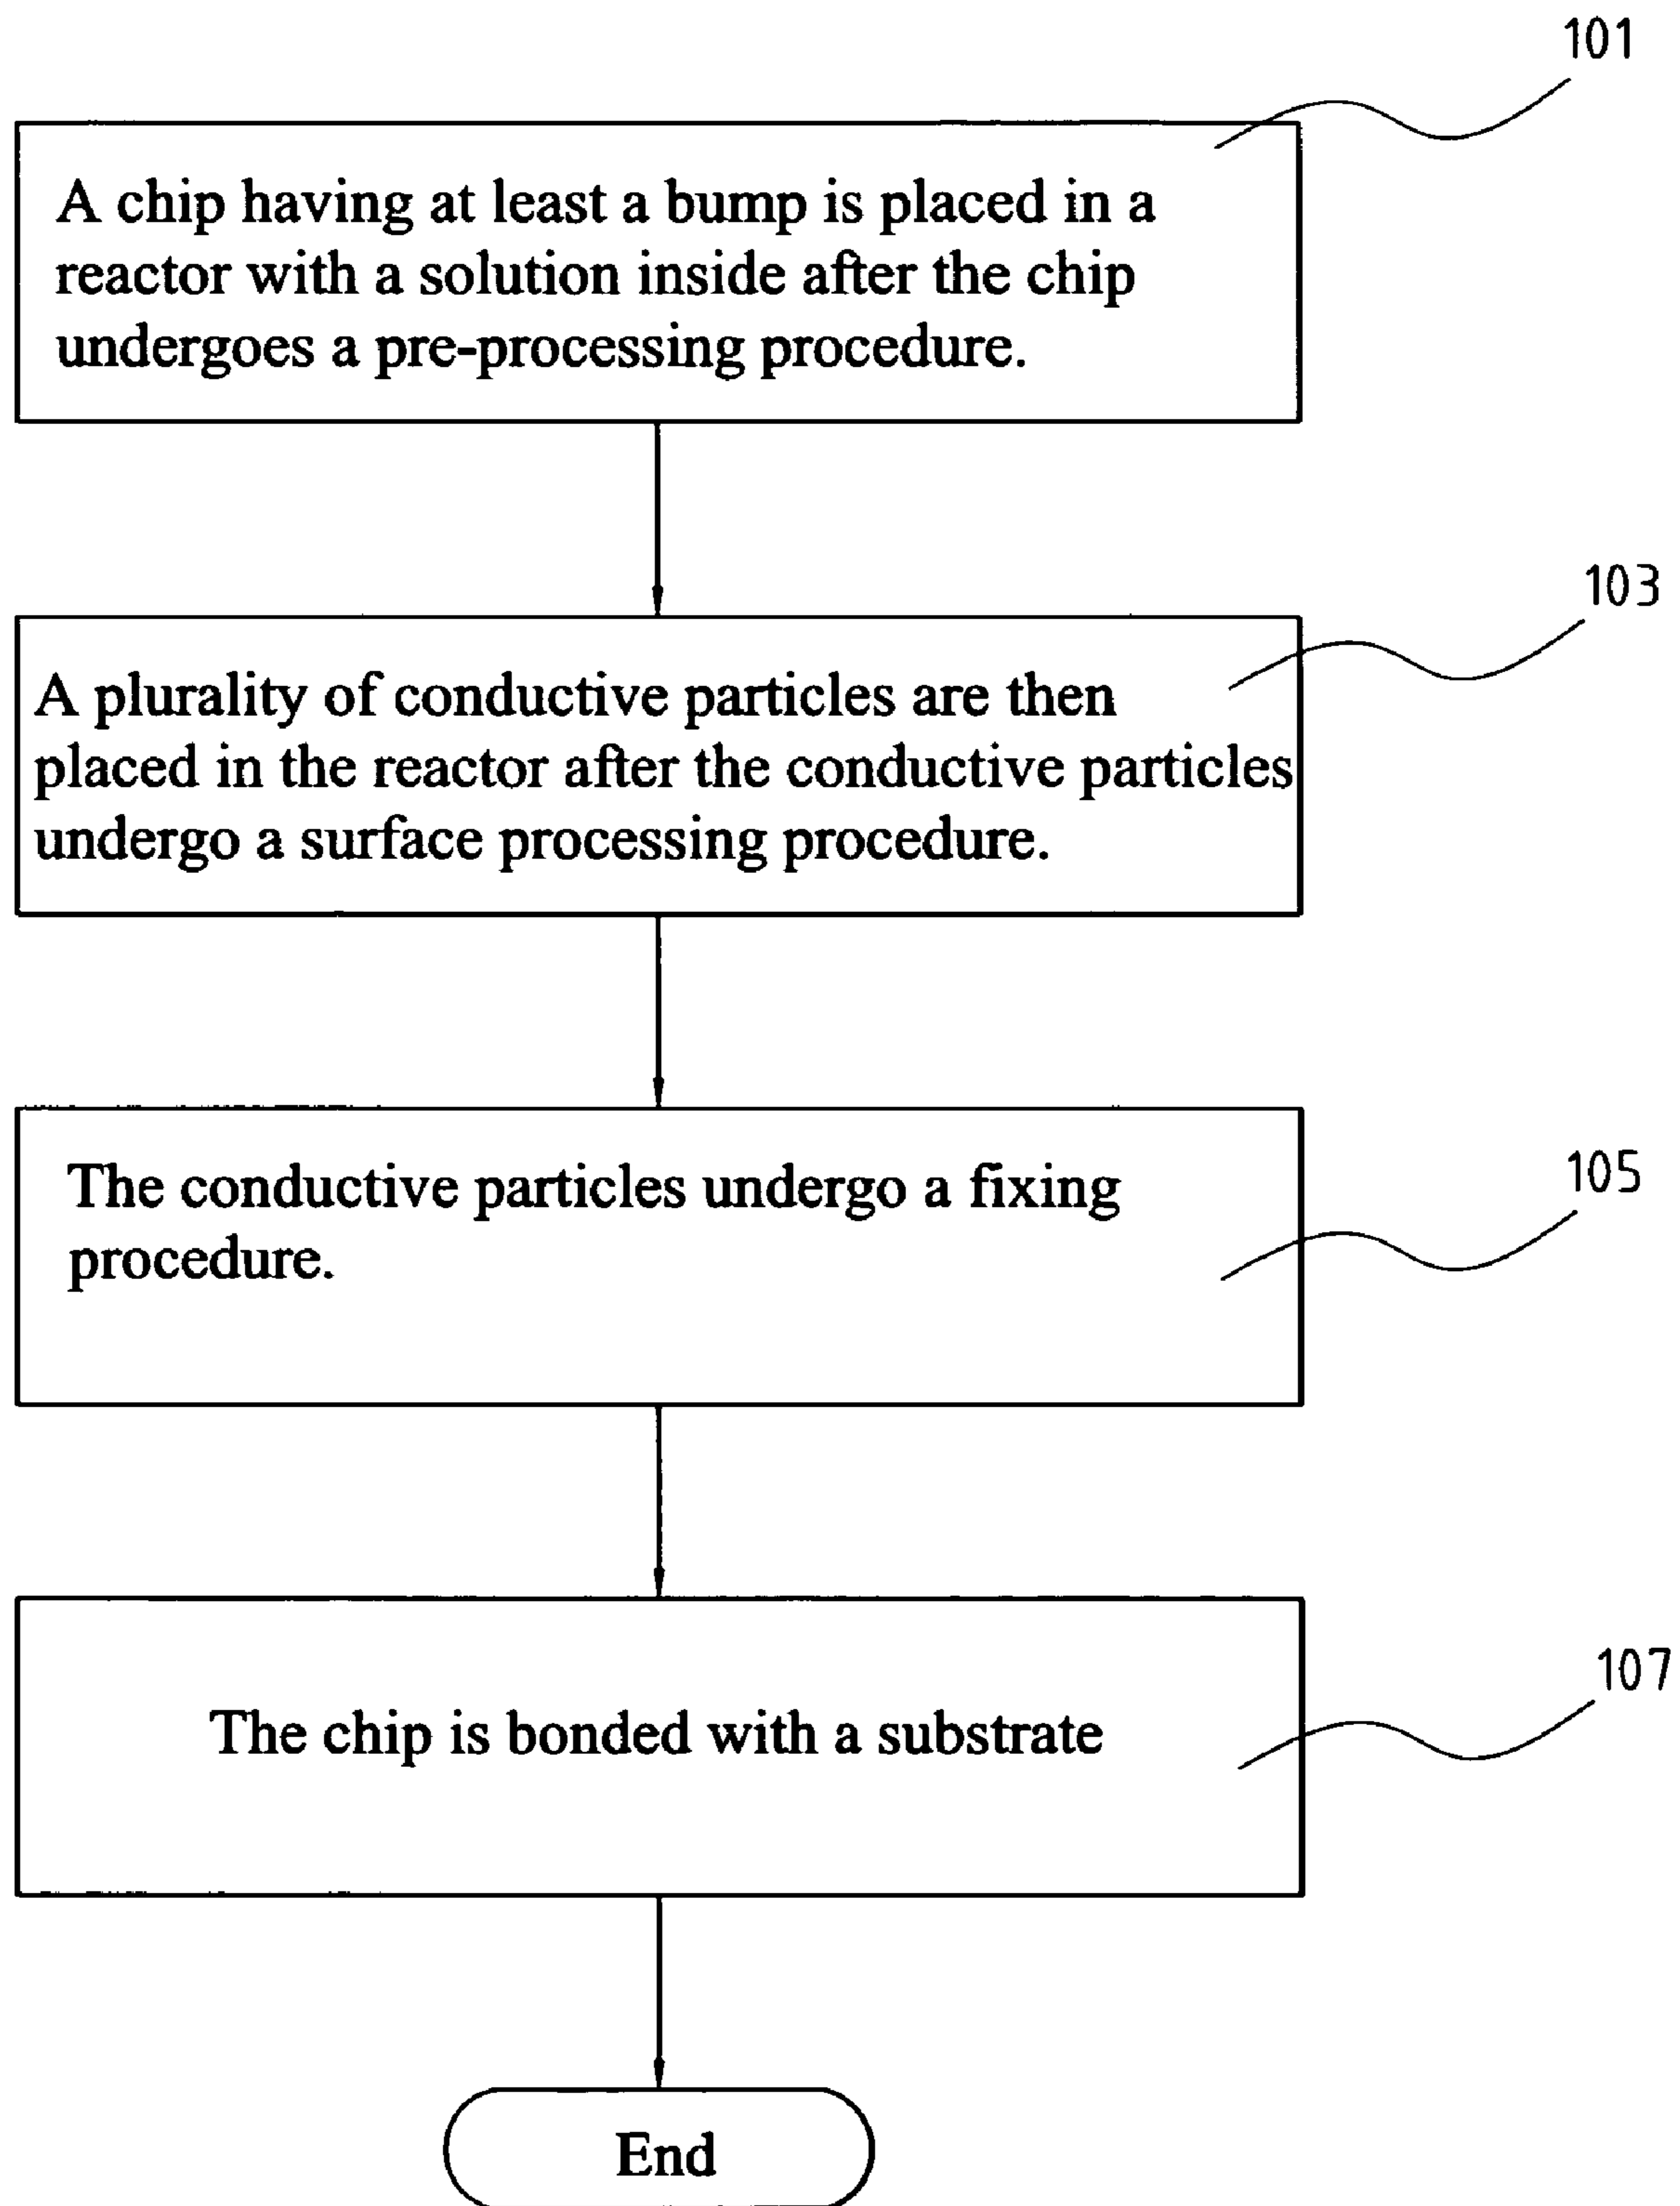 101
A chip having at least a bump is placed in a
reactor with a solution inside after the chip
undergoes a pre-processing procedure.
103
A plurality of conductive particles are then
placed in the reactor after the conductive particles
undergo a surface processing procedure.
105
The conductive particles undergo a fixing
procedure.
107
The chip is bonded with a substrate
End